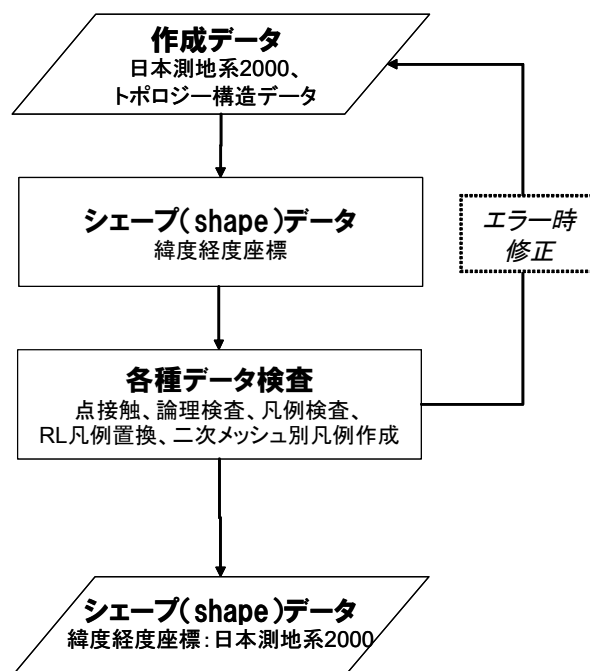 作成データ
日本測地系2000、
トポロジー構造データ
シェープ(shape)データ
緯度経度座標
エラー時
修正
各種データ検査
点接触、論理検査、凡例検査、
RL凡例置換、二次メッシュ別凡例作成
シェープ(shape)データ
緯度経度座標:日本測地系2000